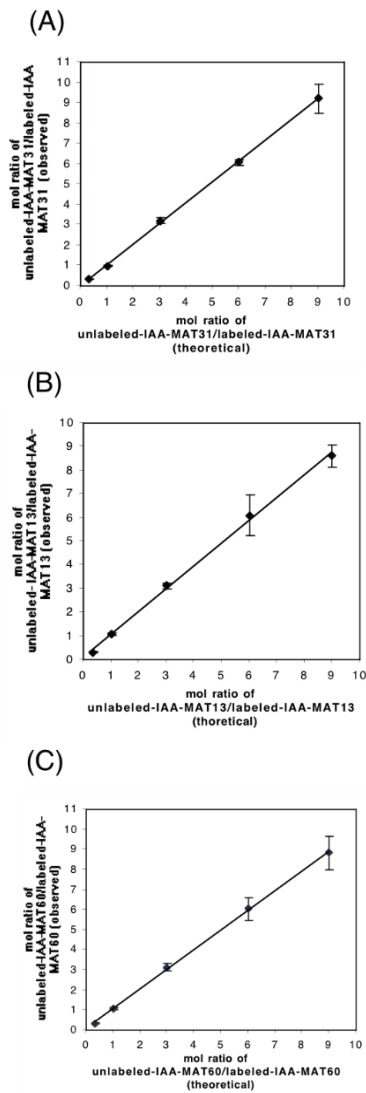 (A)
mol ratio of
unlabeled-IAA-MAT31/labeled-IAA
MAT31 (observed)
11
10
9
8
7
6
5
4
3
2
1
0
0 1 2 3 4 5 6 7 8 9 10
mol ratio of
unlabeled-IAA-MAT31/labeled-IAA-MAT31
(theoretical)
(B)
mol ratio of
unlabeled-IAA-MAT13/labeled-IAA-
MAT13 (observed)
10
9
8
7
6
5
4
3
2
1
0
0 1 2 3 4 5 6 7 8 9 10
mol ratio of
unlabeled-IAA-MAT13/labeled-IAA-MAT13
(thoretical)
(C)
mol ratio of
unlabeled-IAA-MAT60/labeled-IAA-
MAT60 (observed)
11
10
9
8
7
6
5
4
3
2
1
0
0 1 2 3 4 5 6 7 8 9 10
mol ratio of
unlabeled-IAA-MAT60/labeled-IAA-MAT60
(theoretical)